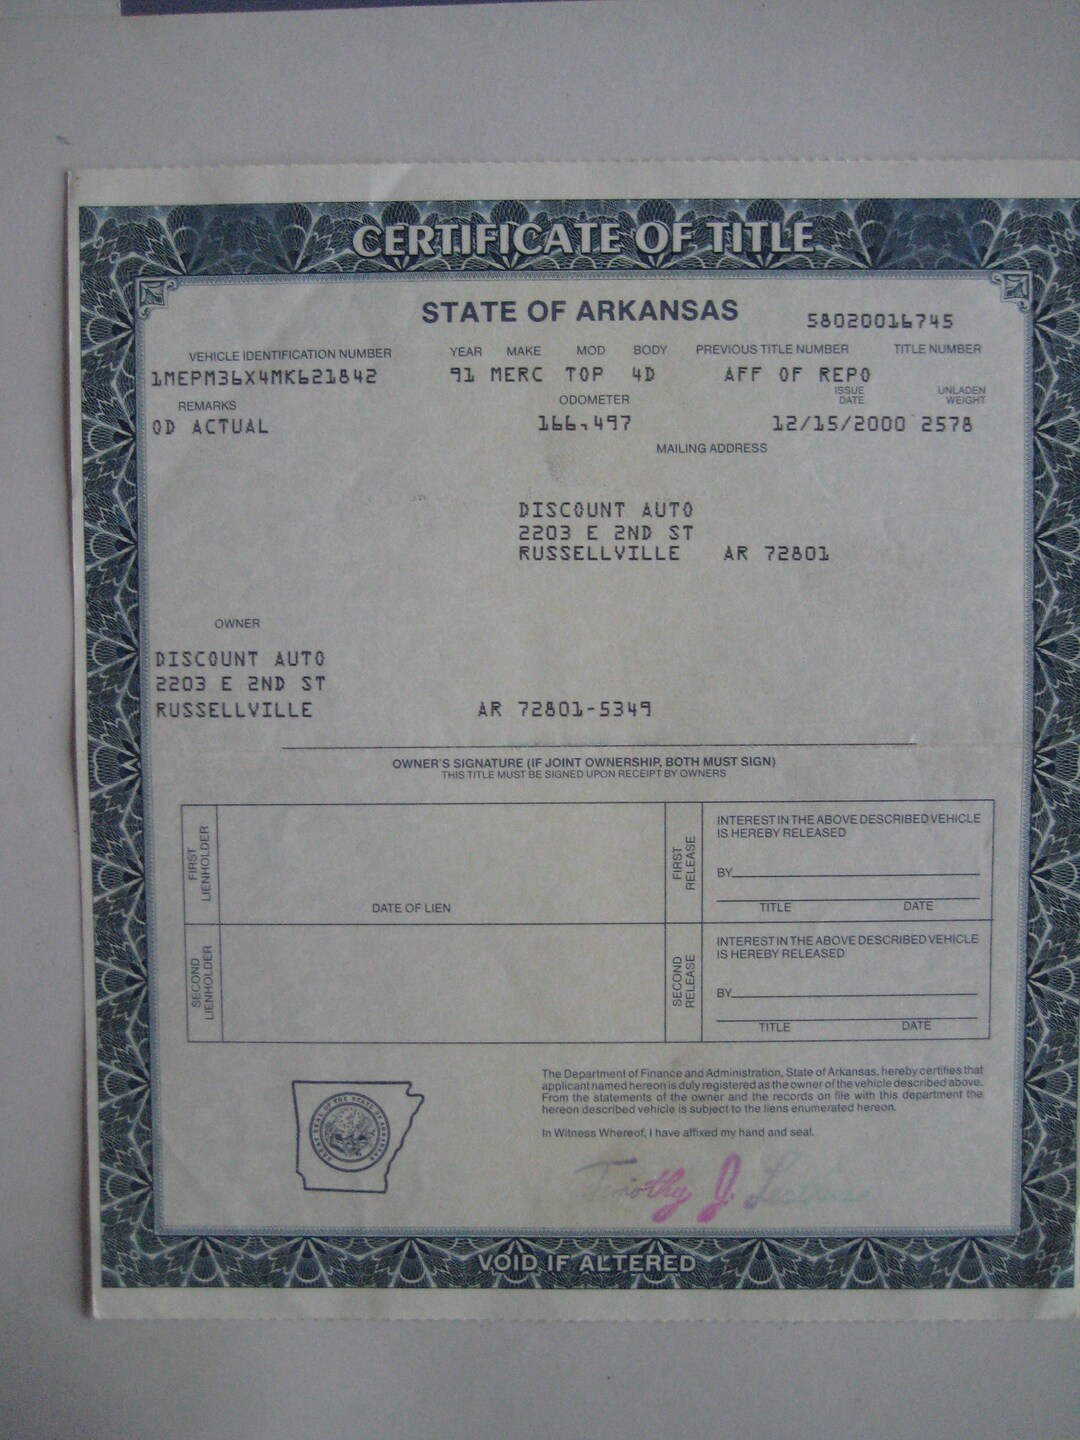 CERTIFICATE OF TITLE
STATE OF ARKANSAS
58020016745
VEHICLE IDENTIFICATION NUMBER YEAR MAKE MOD BODY PREVIOUS TITLE NUMBER TITLE NUMBER
1MEPM36X4MK621842 91 MERC TOP 4D AFF OF REPO
REMARKS ODOMETER ISSUE DATE UNLADEN WEIGHT
OD ACTUAL 166,497 12/15/2000 2578
MAILING ADDRESS
DISCOUNT AUTO
2203 E 2ND ST
RUSSELLVILLE AR 72801
OWNER
DISCOUNT AUTO
2203 E 2ND ST
RUSSELLVILLE AR 72801-5349
OWNER'S SIGNATURE (IF JOINT OWNERSHIP, BOTH MUST SIGN)
THIS TITLE MUST BE SIGNED UPON RECEIPT BY OWNERS
FIRST LIENHOLDER
DATE OF LIEN
FIRST RELEASE
INTEREST IN THE ABOVE DESCRIBED VEHICLE
IS HEREBY RELEASED
BY
TITLE DATE
SECOND LIENHOLDER
SECOND RELEASE
INTEREST IN THE ABOVE DESCRIBED VEHICLE
IS HEREBY RELEASED
BY
TITLE DATE
The Department of Finance and Administration, State of Arkansas, hereby certifies that
applicant named hereon is duly registered as the owner of the vehicle described above.
From the statements of the owner and the records on file with this department the
hereon described vehicle is subject to the liens enumerated hereon.
In Witness Whereof, I have affixed my hand and seal.
GREAT SEAL OF THE STATE OF ARKANSAS
Timothy J.
VOID IF ALTERED